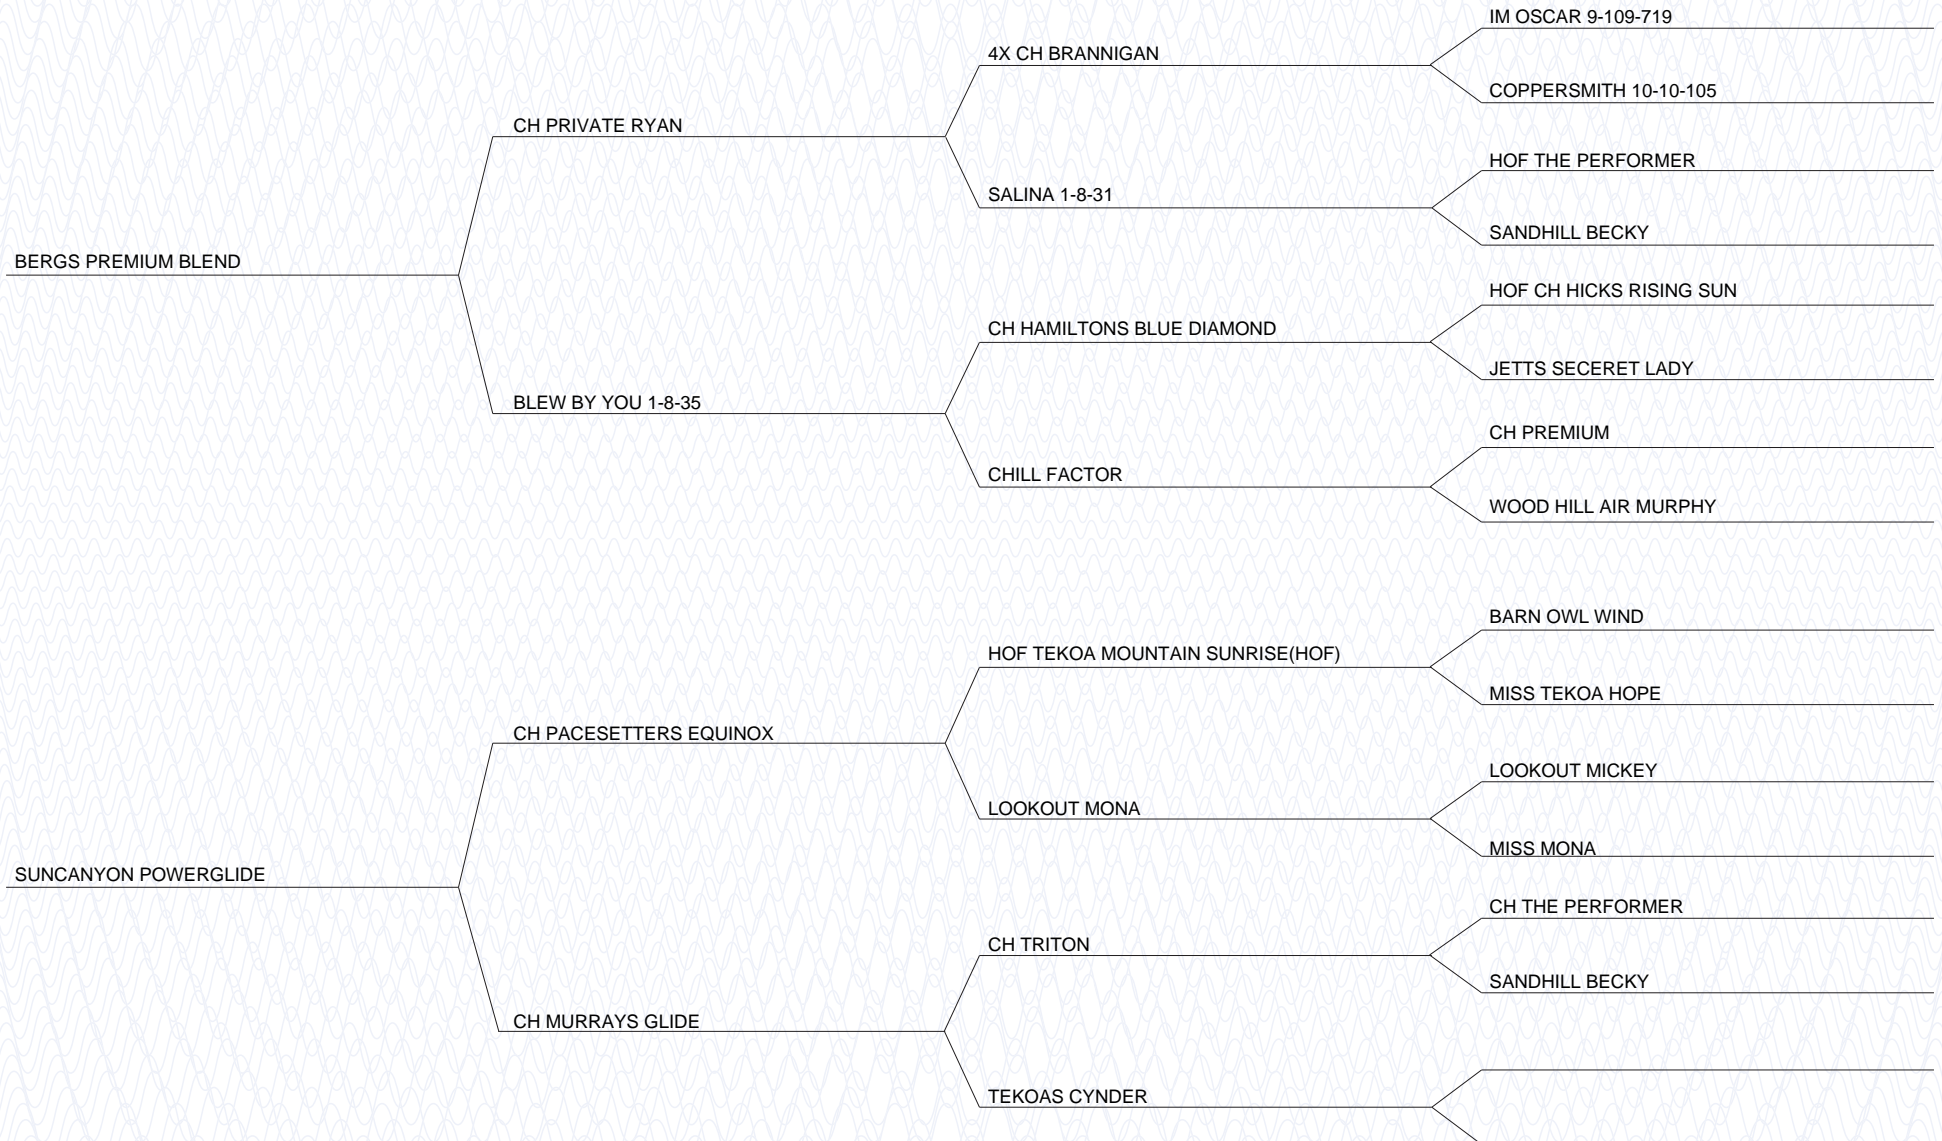 IM OSCAR 9-109-719
4X CH BRANNIGAN
COPPERSMITH 10-10-105
CH PRIVATE RYAN
HOF THE PERFORMER
SALINA 1-8-31
SANDHILL BECKY
BERGS PREMIUM BLEND
HOF CH HICKS RISING SUN
CH HAMILTONS BLUE DIAMOND
JETTS SECERET LADY
BLEW BY YOU 1-8-35
CH PREMIUM
CHILL FACTOR
WOOD HILL AIR MURPHY
BARN OWL WIND
HOF TEKOA MOUNTAIN SUNRISE(HOF)
MISS TEKOA HOPE
CH PACESETTERS EQUINOX
LOOKOUT MICKEY
LOOKOUT MONA
MISS MONA
SUNCANYON POWERGLIDE
CH THE PERFORMER
CH TRITON
SANDHILL BECKY
CH MURRAYS GLIDE
TEKOAS CYNDER